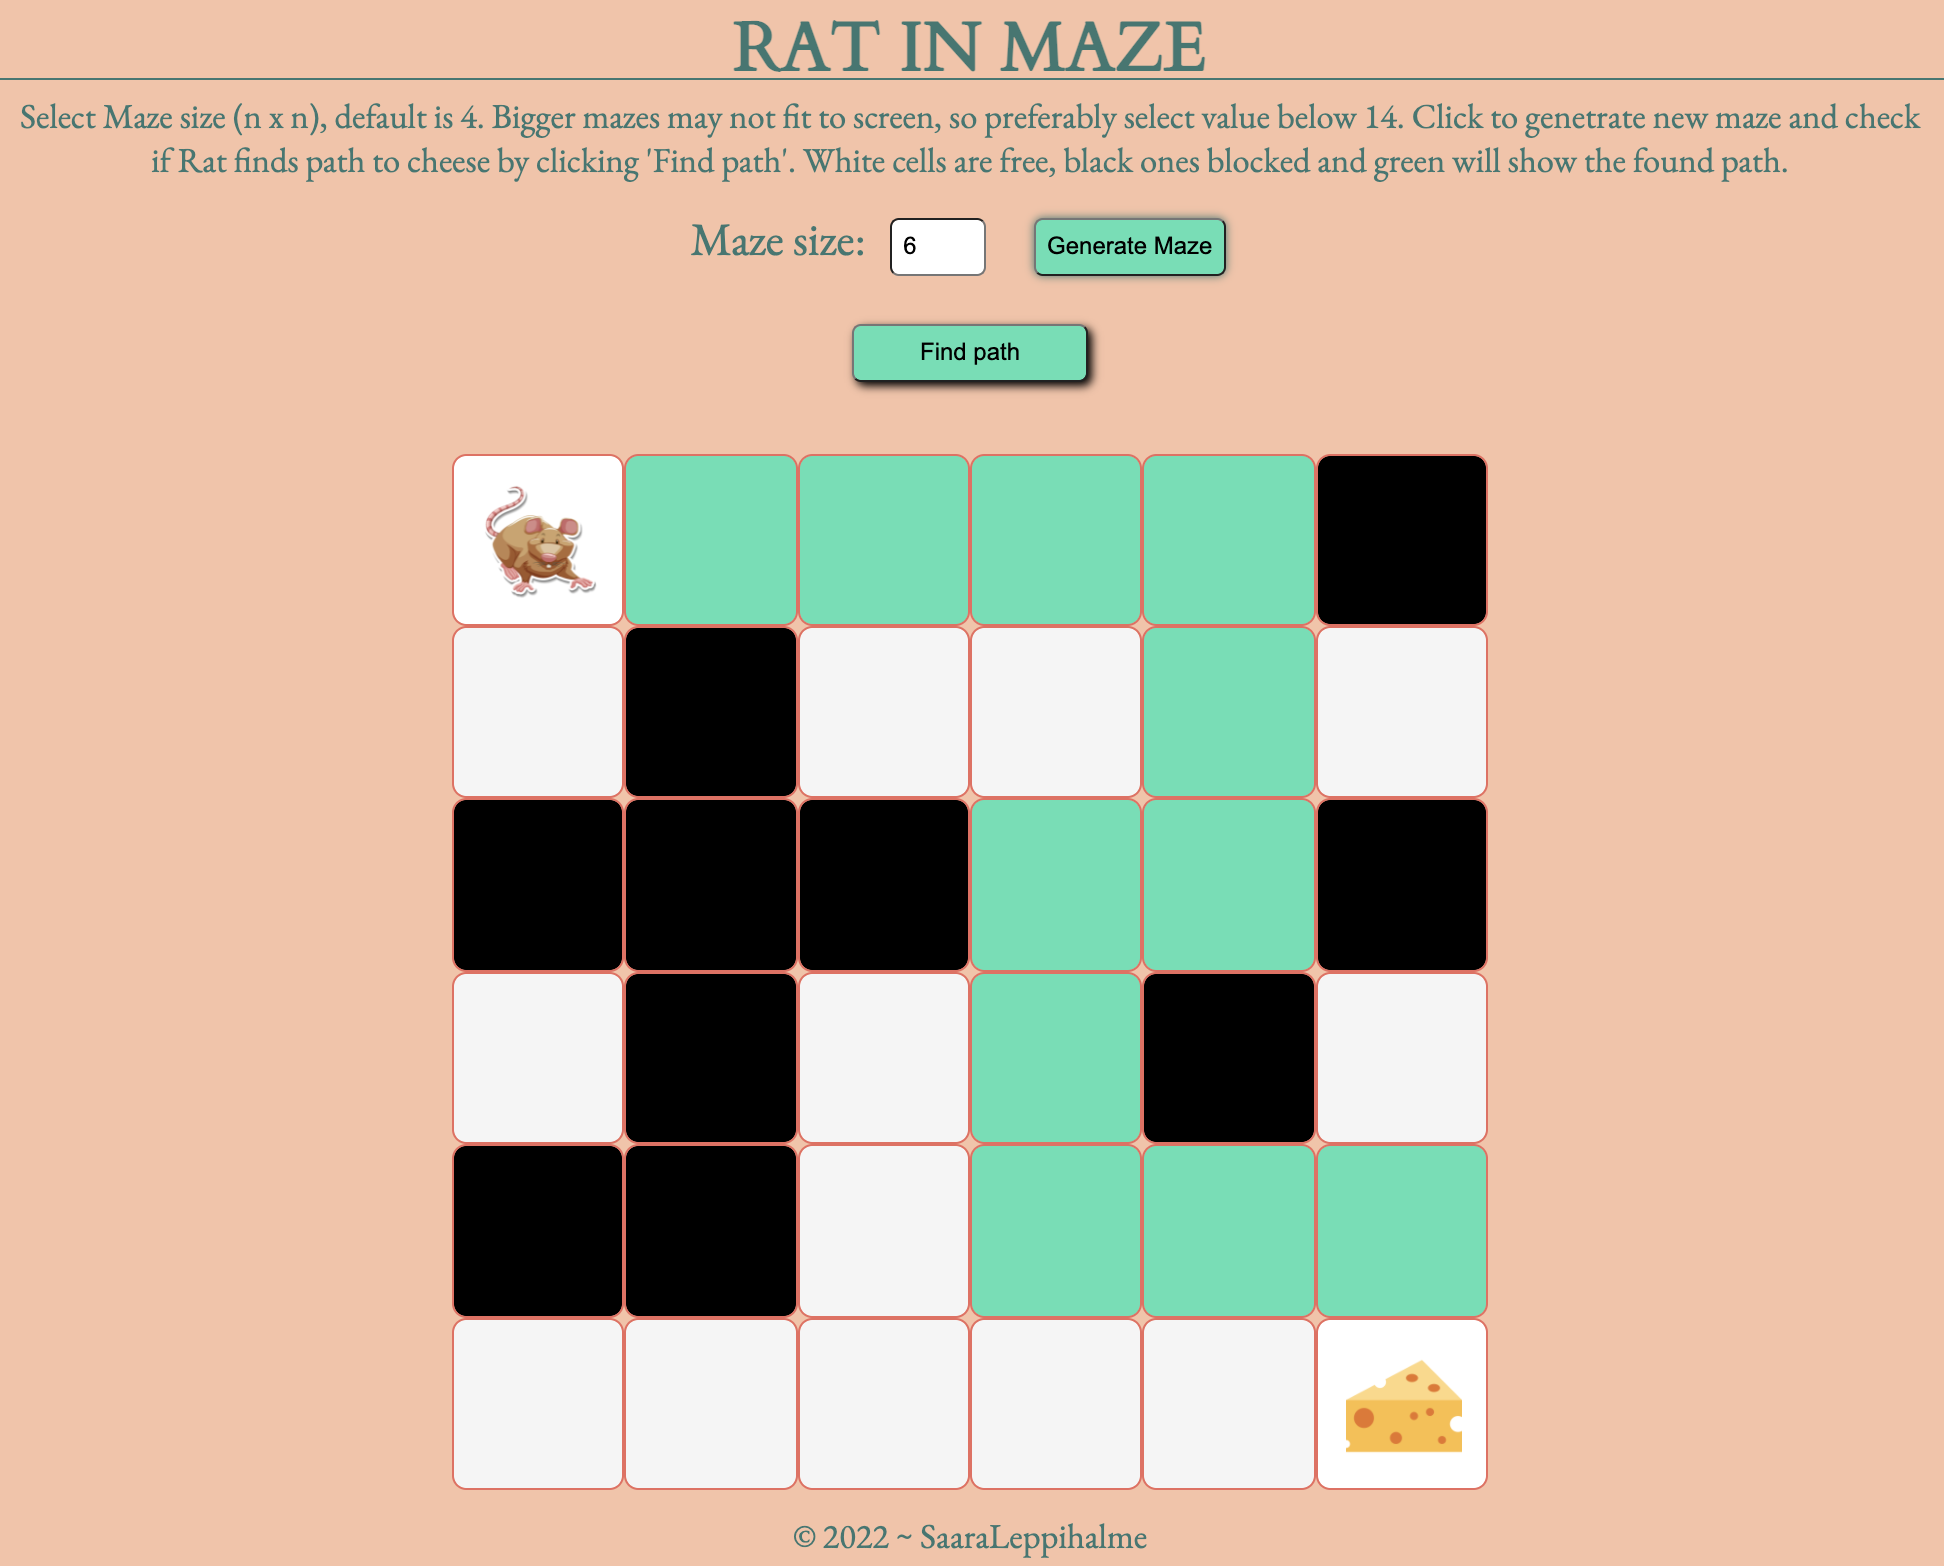 RAT IN MAZE
Select Maze size (n x n), default is 4. Bigger mazes may not fit to screen, so preferably select value below 14. Click to genetrate new maze and check
if Rat finds path to cheese by clicking 'Find path'. White cells are free, black ones blocked and green will show the found path.
Maze size: 6 Generate Maze
Find path
© 2022 ~ SaaraLeppihalme